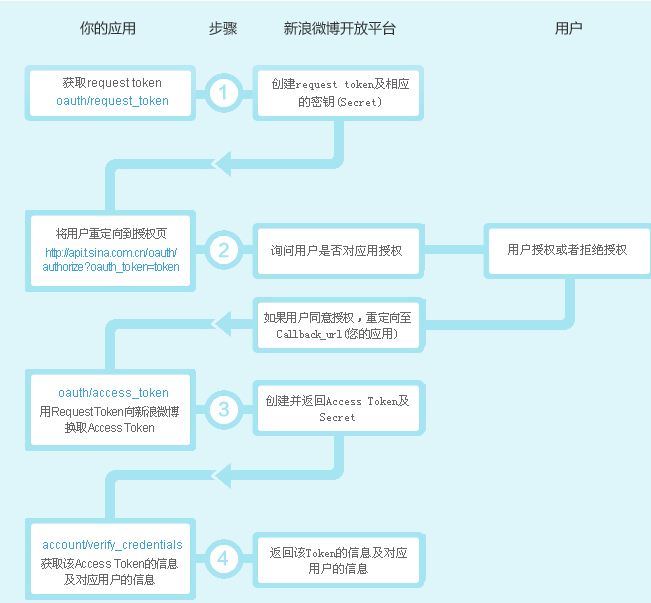 你的应用 步骤 新浪微博开放平台 用户
获取request token
oauth/request_token
1
创建request token及相应
的密钥(Secret)
将用户重定向到授权页
http://api.t.sina.com.cn/oauth/
authorize?oauth_token=token
2
询问用户是否对应用授权
用户授权或者拒绝授权
如果用户同意授权，重定向至
Callback_url(您的应用)
oauth/access_token
用RequestToken向新浪微博
换取Access Token
3
创建并返回Access Token及
Secret
account/verify_credentials
获取该Access Token的信息
及对应用户的信息
4
返回该Token的信息及对应
用户的信息